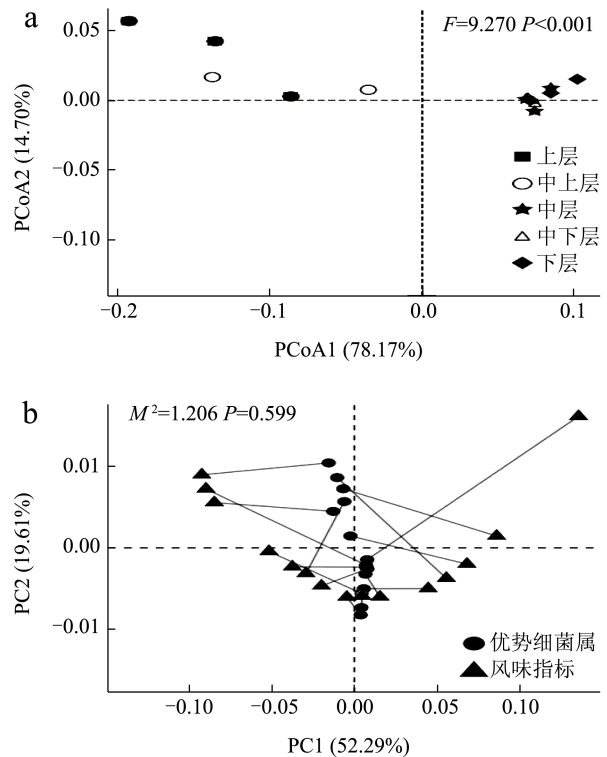 a
F=9.270 P<0.001
0.05
0.00
−0.05
−0.10
PCoA2 (14.70%)
上层
中上层
中层
中下层
下层
−0.2
−0.1
0.0
0.1
PCoA1 (78.17%)
b
M²=1.206 P=0.599
0.01
0.00
−0.01
PC2 (19.61%)
优势细菌属
风味指标
−0.10
−0.05
0.00
0.05
0.10
PC1 (52.29%)